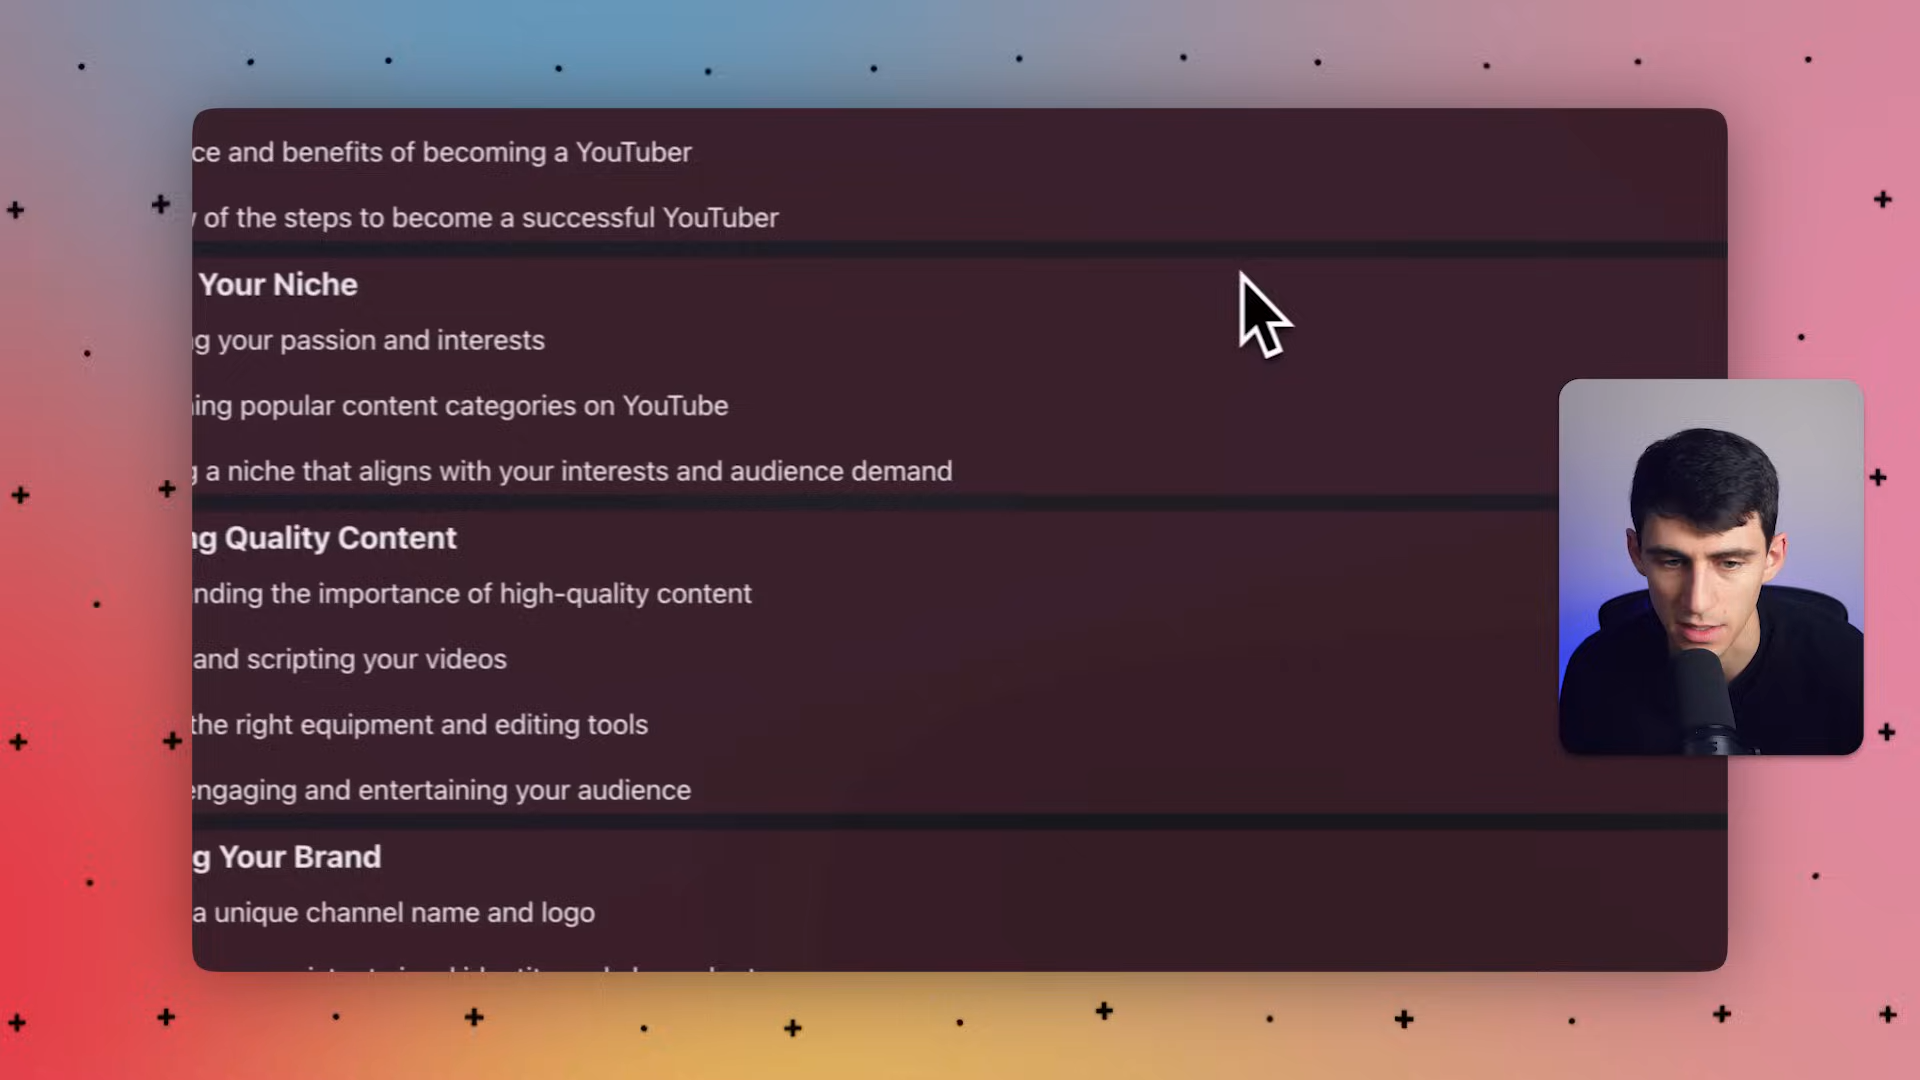 ce and benefits of becoming a YouTuber
of the steps to become a successful YouTuber
Your Niche
g your passion and interests
ing popular content categories on YouTube
g a niche that aligns with your interests and audience demand
ng Quality Content
nding the importance of high-quality content
and scripting your videos
the right equipment and editing tools
engaging and entertaining your audience
g Your Brand
a unique channel name and logo